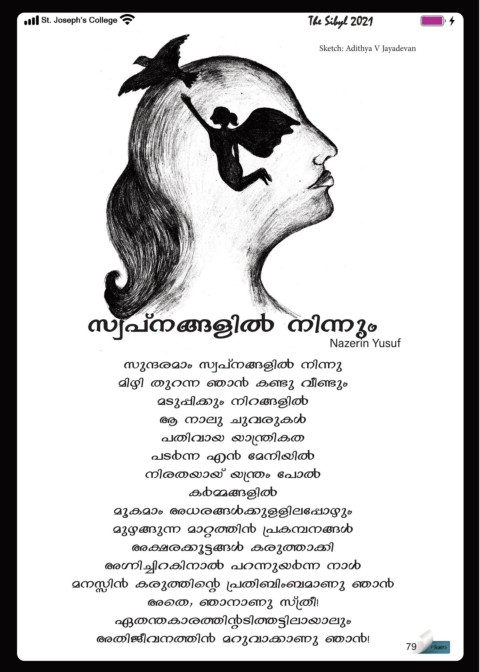 St. Joseph's College
The Sibyl 2021
Sketch: Adithya V Jayadevan
സ്വപ്നങ്ങളിൽ നിന്നും
Nazerin Yusuf
സുന്ദരമാം സ്വപ്നങ്ങളിൽ നിന്നു
മിഴി തുറന്ന ഞാൻ കണ്ടു വീണ്ടും
മടുപ്പിക്കും നിറങ്ങളിൽ
ആ നാലു ചുവരുകൾ
പതിവായ യാന്ത്രികത
പടർന്ന എൻ മേനിയിൽ
നിരതയായ് യന്ത്രം പോൽ
കർമ്മങ്ങളിൽ
മൂകമാം അധരങ്ങൾക്കുള്ളിലപ്പോഴും
മുഴങ്ങുന്ന മാറ്റത്തിൻ പ്രകമ്പനങ്ങൾ
അക്ഷരക്കൂട്ടങ്ങൾ കരുത്താക്കി
അഗ്നിച്ചിറകിനാൽ പറന്നുയർന്ന നാൾ
മനസ്സിൻ കരുത്തിന്റെ പ്രതിബിംബമാണു ഞാൻ
അതെ, ഞാനാണു സ്ത്രീ!
ഏതന്തകാരത്തിന്റടിത്തട്ടിലായാലും
അതിജീവനത്തിൻ മറുവാക്കാണു ഞാൻ!
79